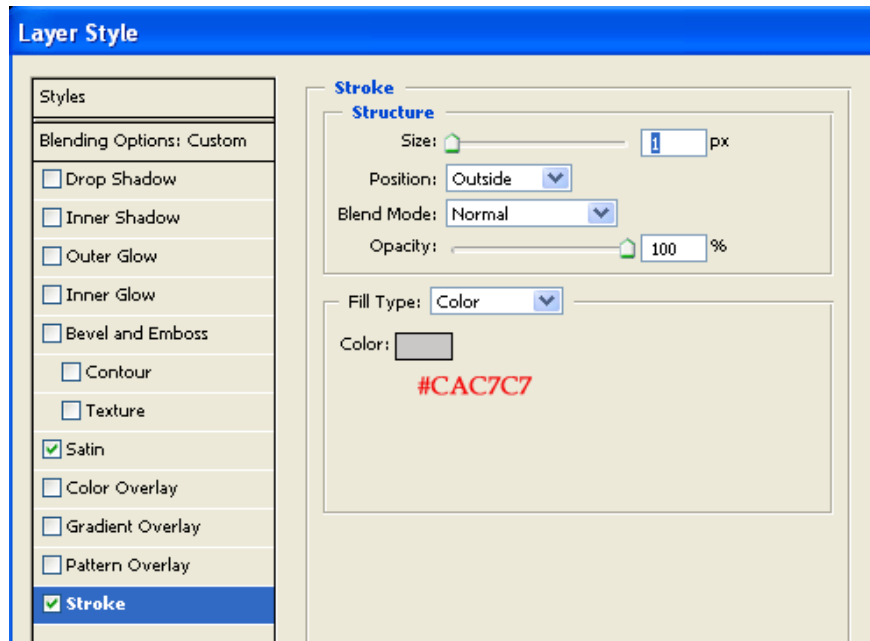 Layer Style
Styles
Blending Options: Custom
Drop Shadow
Inner Shadow
Outer Glow
Inner Glow
Bevel and Emboss
Contour
Texture
Satin
Color Overlay
Gradient Overlay
Pattern Overlay
Stroke
Stroke
Structure
Size: 1 px
Position: Outside
Blend Mode: Normal
Opacity: 100 %
Fill Type: Color
Color:
#CAC7C7